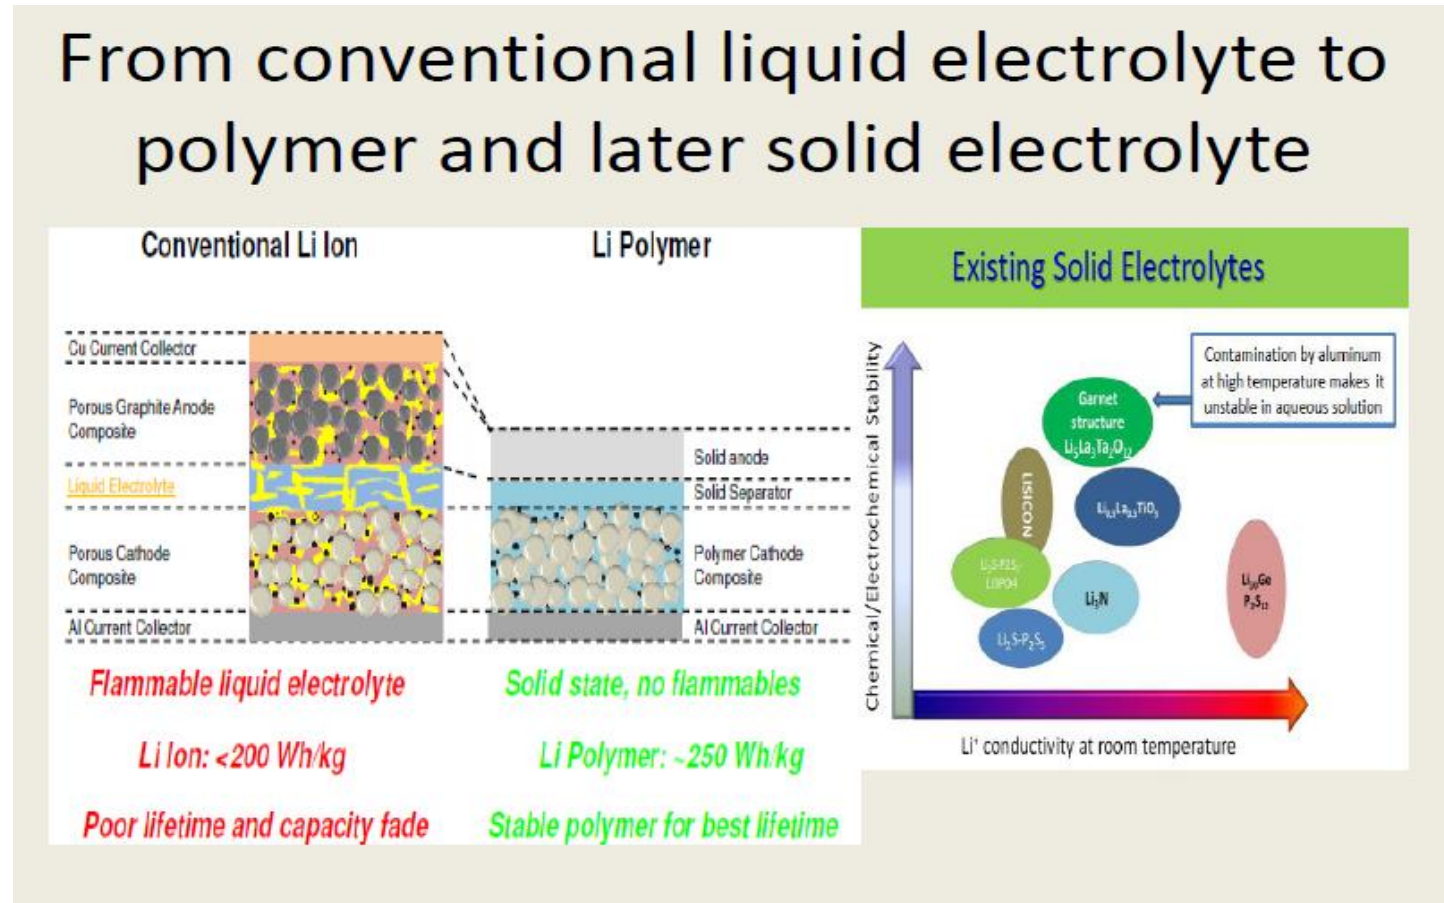 From conventional liquid electrolyte to
polymer and later solid electrolyte
Conventional Li Ion
Cu Current Collector
Porous Graphite Anode
Composite
Liquid Electrolyte
Porous Cathode
Composite
Al Current Collector
Flammable liquid electrolyte
Li Ion: <200 Wh/kg
Poor lifetime and capacity fade
Li Polymer
Solid anode
Solid Separator
Polymer Cathode
Composite
Al Current Collector
Solid state, no flammables
Li Polymer: ~250 Wh/kg
Stable polymer for best lifetime
Existing Solid Electrolytes
Chemical/Electrochemical Stability
Contamination by aluminum
at high temperature makes it
unstable in aqueous solution
Garnet
structure
Li₅La₃Ta₂O₁₂
LISICON
Li₃N
Li₂S-P₂S₅
Li₁₀Ge
P₂S₁₂
Li⁺ conductivity at room temperature